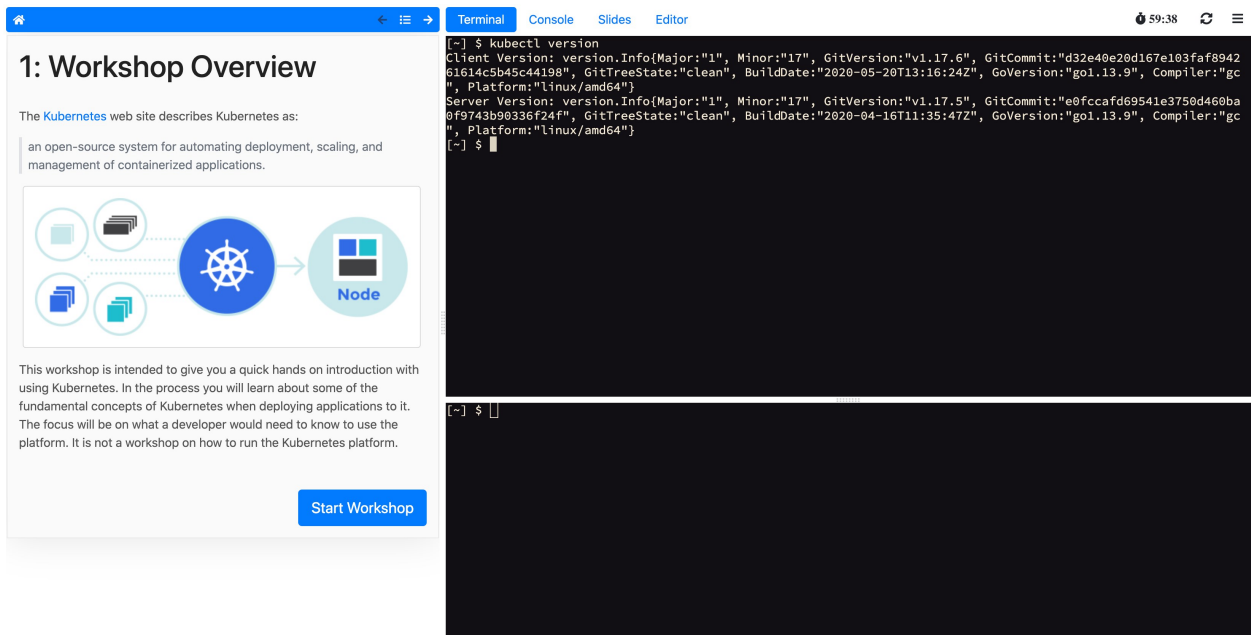 Terminal Console Slides Editor 59:38
1: Workshop Overview
The Kubernetes web site describes Kubernetes as:
an open-source system for automating deployment, scaling, and
management of containerized applications.
Node
This workshop is intended to give you a quick hands on introduction with
using Kubernetes. In the process you will learn about some of the
fundamental concepts of Kubernetes when deploying applications to it.
The focus will be on what a developer would need to know to use the
platform. It is not a workshop on how to run the Kubernetes platform.
Start Workshop
[~] $ kubectl version
Client Version: version.Info{Major:"1", Minor:"17", GitVersion:"v1.17.6", GitCommit:"d32e40e20d167e103faf8942
61614c5b45c44198", GitTreeState:"clean", BuildDate:"2020-05-20T13:16:24Z", GoVersion:"go1.13.9", Compiler:"gc
", Platform:"linux/amd64"}
Server Version: version.Info{Major:"1", Minor:"17", GitVersion:"v1.17.5", GitCommit:"e0fccafd69541e3750d460ba
0f9743b90336f24f", GitTreeState:"clean", BuildDate:"2020-04-16T11:35:47Z", GoVersion:"go1.13.9", Compiler:"gc
", Platform:"linux/amd64"}
[~] $
[~] $